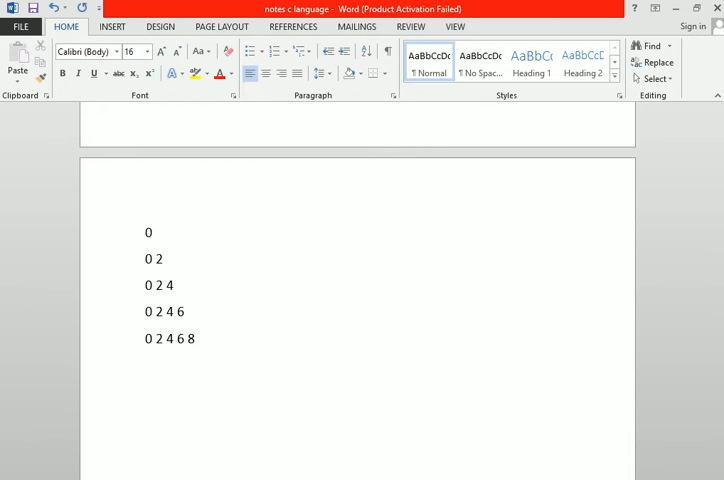 notes c language - Word (Product Activation Failed)
Sign in
FILE HOME INSERT DESIGN PAGE LAYOUT REFERENCES MAILINGS REVIEW VIEW
Calibri (Body) 16
Paste
Clipboard Font Paragraph Styles Editing
AaBbCcDc AaBbCcDc AaBbCc AaBbCcD
¶ Normal ¶ No Spac... Heading 1 Heading 2
Find
Replace
Select
0
0 2
0 2 4
0 2 4 6
0 2 4 6 8